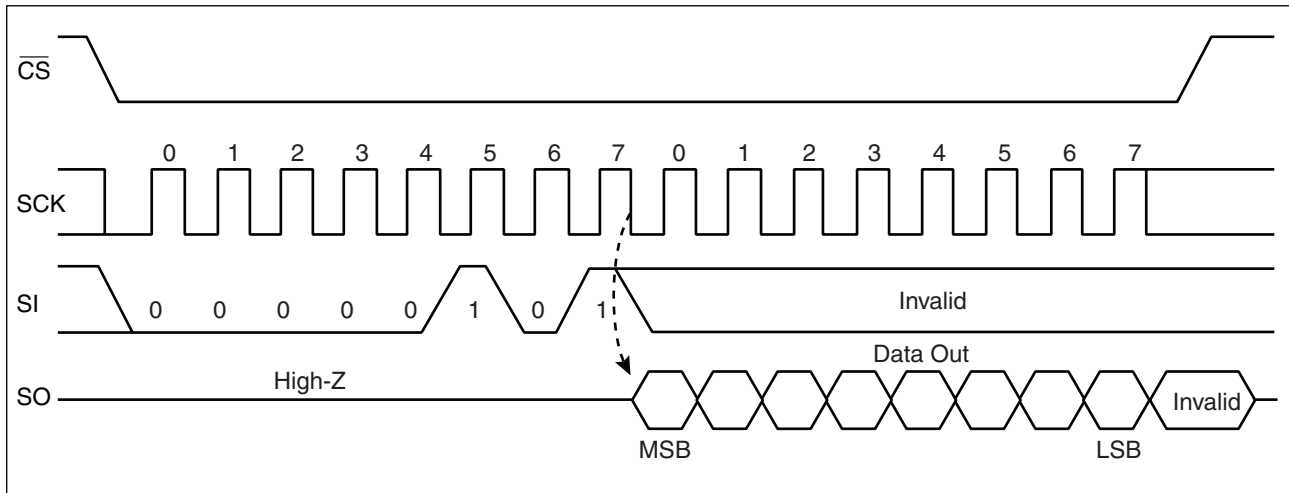 CS
0 1 2 3 4 5 6 7 0 1 2 3 4 5 6 7
SCK
SI 0 0 0 0 0 1 0 1 Invalid
Data Out
High-Z
SO Invalid
MSB LSB